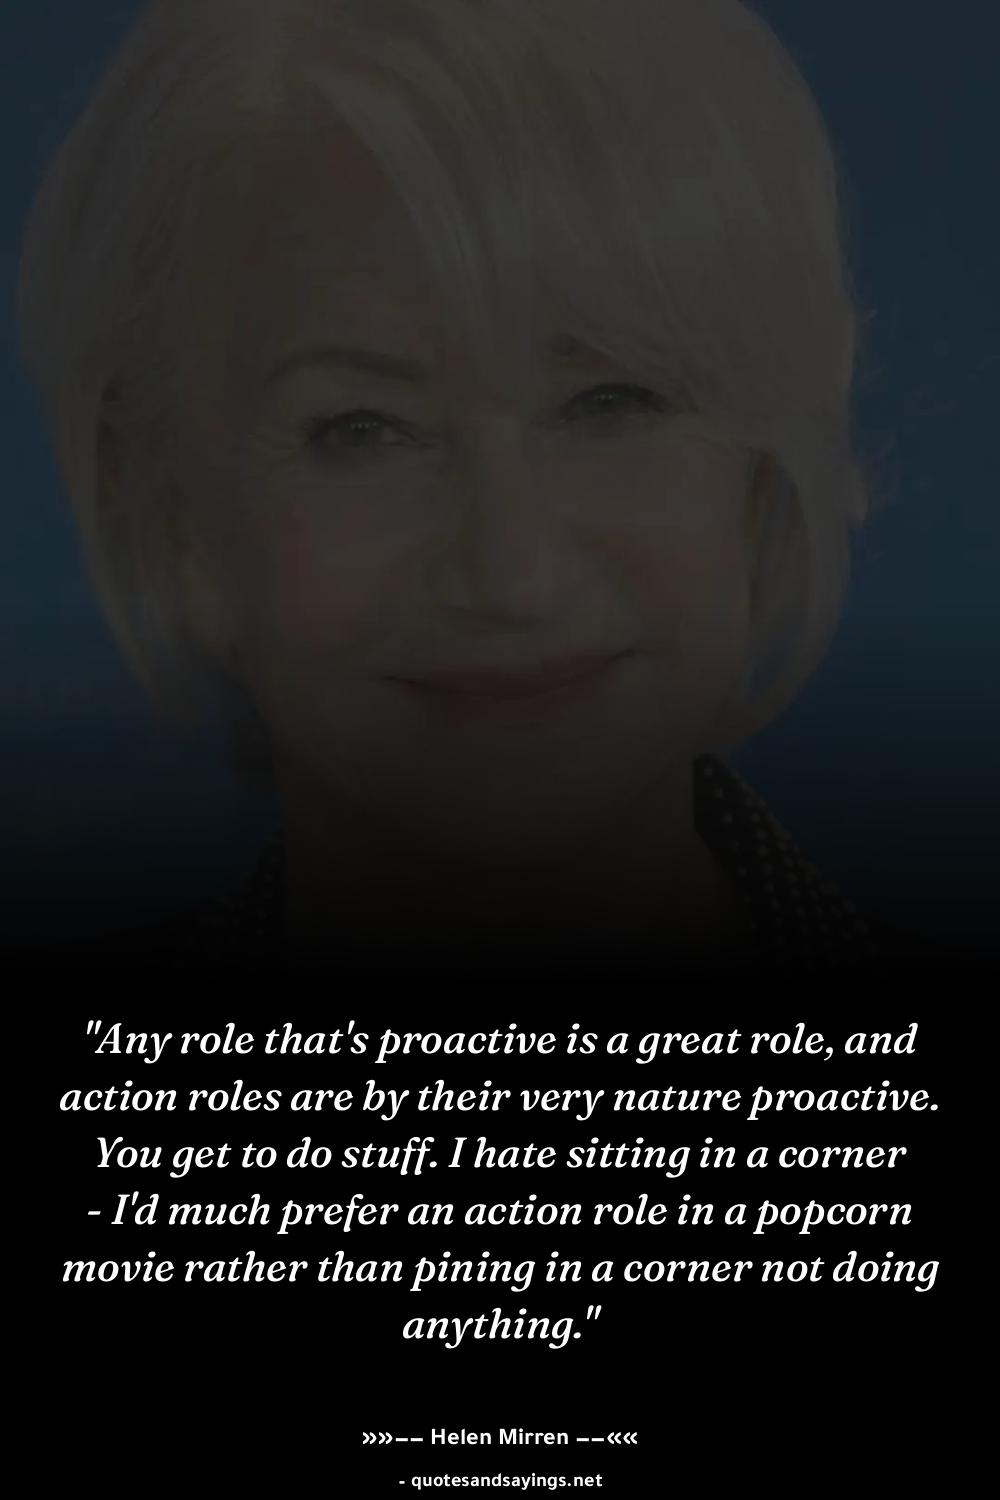 "Any role that's proactive is a great role, and
action roles are by their very nature proactive.
You get to do stuff. I hate sitting in a corner
- I'd much prefer an action role in a popcorn
movie rather than pining in a corner not doing
anything."
»»–– Helen Mirren ––««
- quotesandsayings.net